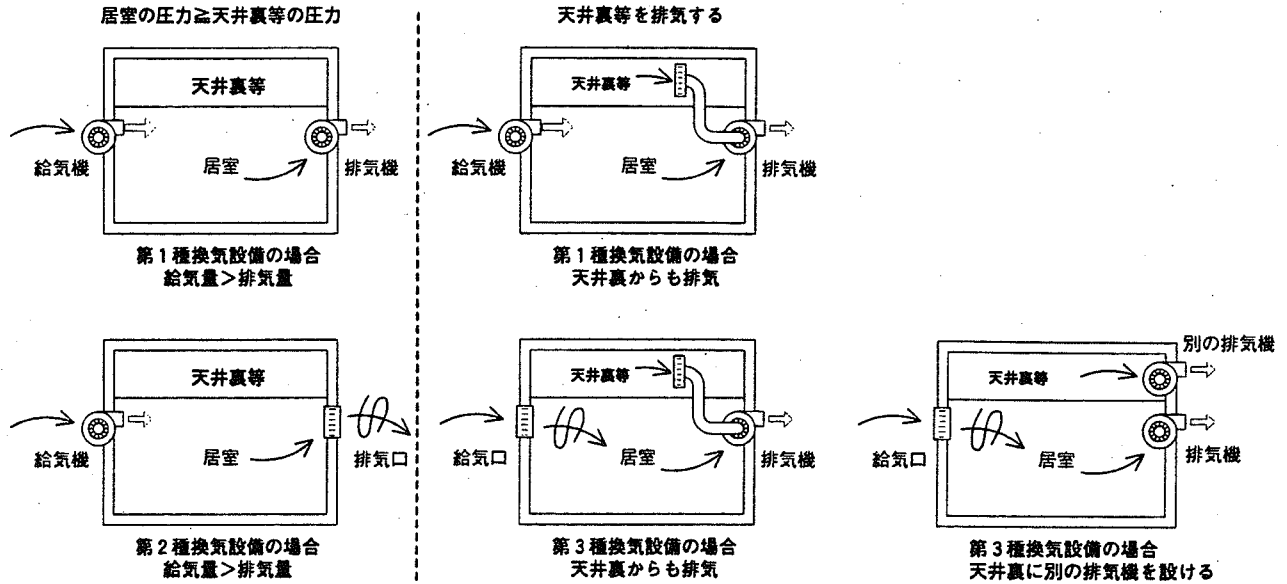 居室の圧力≧天井裏等の圧力
天井裏等
給気機
居室
排気機
第1種換気設備の場合
給気量＞排気量
天井裏等を排気する
天井裏等
給気機
居室
排気機
第1種換気設備の場合
天井裏からも排気
天井裏等
給気機
居室
排気口
第2種換気設備の場合
給気量＞排気量
天井裏等
給気口
居室
排気機
第3種換気設備の場合
天井裏からも排気
別の排気機
天井裏等
給気口
居室
排気機
第3種換気設備の場合
天井裏に別の排気機を設ける